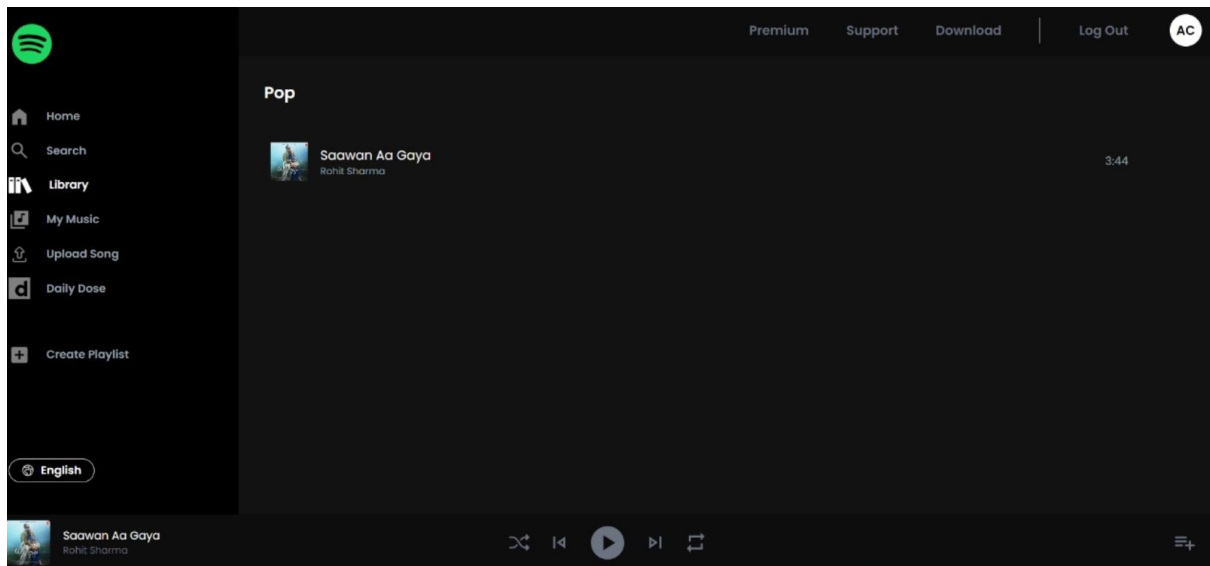 Premium Support Download Log Out AC
Home
Search
Library
My Music
Upload Song
Daily Dose
Create Playlist
English
Pop
Saawan Aa Gaya
Rohit Sharma
3:44
Saawan Aa Gaya
Rohit Sharma